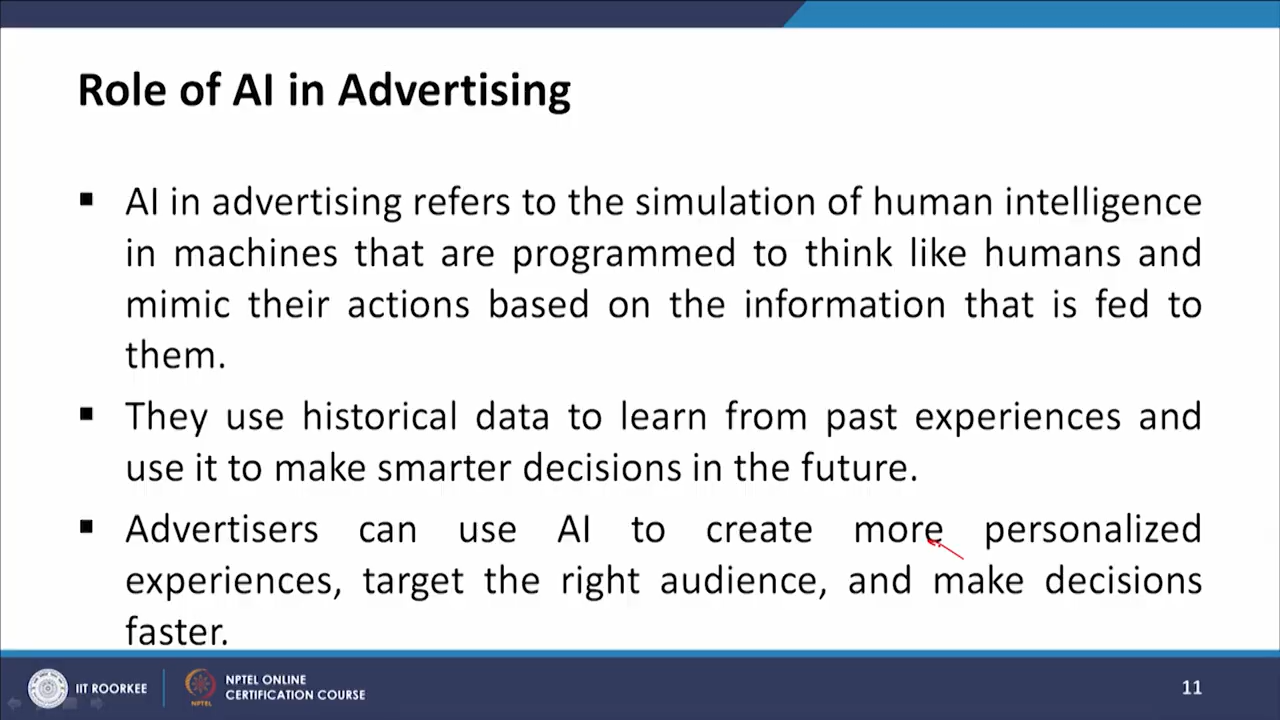 Role of AI in Advertising
AI in advertising refers to the simulation of human intelligence
in machines that are programmed to think like humans and
mimic their actions based on the information that is fed to
them.
They use historical data to learn from past experiences and
use it to make smarter decisions in the future.
Advertisers can use AI to create more personalized
experiences, target the right audience, and make decisions
faster.
IIT ROORKEE
NPTEL
NPTEL ONLINE
CERTIFICATION COURSE
11